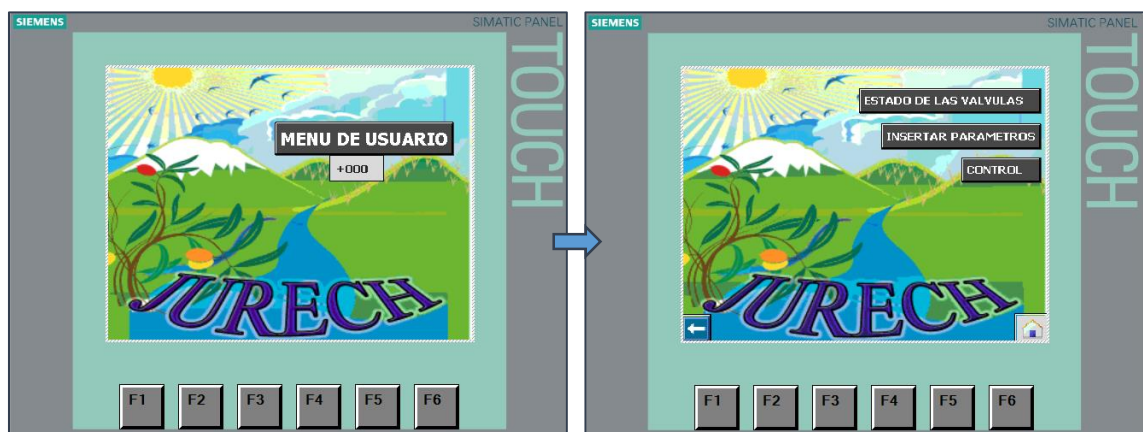 SIEMENS
SIMATIC PANEL
TOUCH
MENU DE USUARIO
+000
JURECH
F1 F2 F3 F4 F5 F6
SIEMENS
SIMATIC PANEL
TOUCH
ESTADO DE LAS VALVULAS
INSERTAR PARAMETROS
CONTROL
JURECH
F1 F2 F3 F4 F5 F6